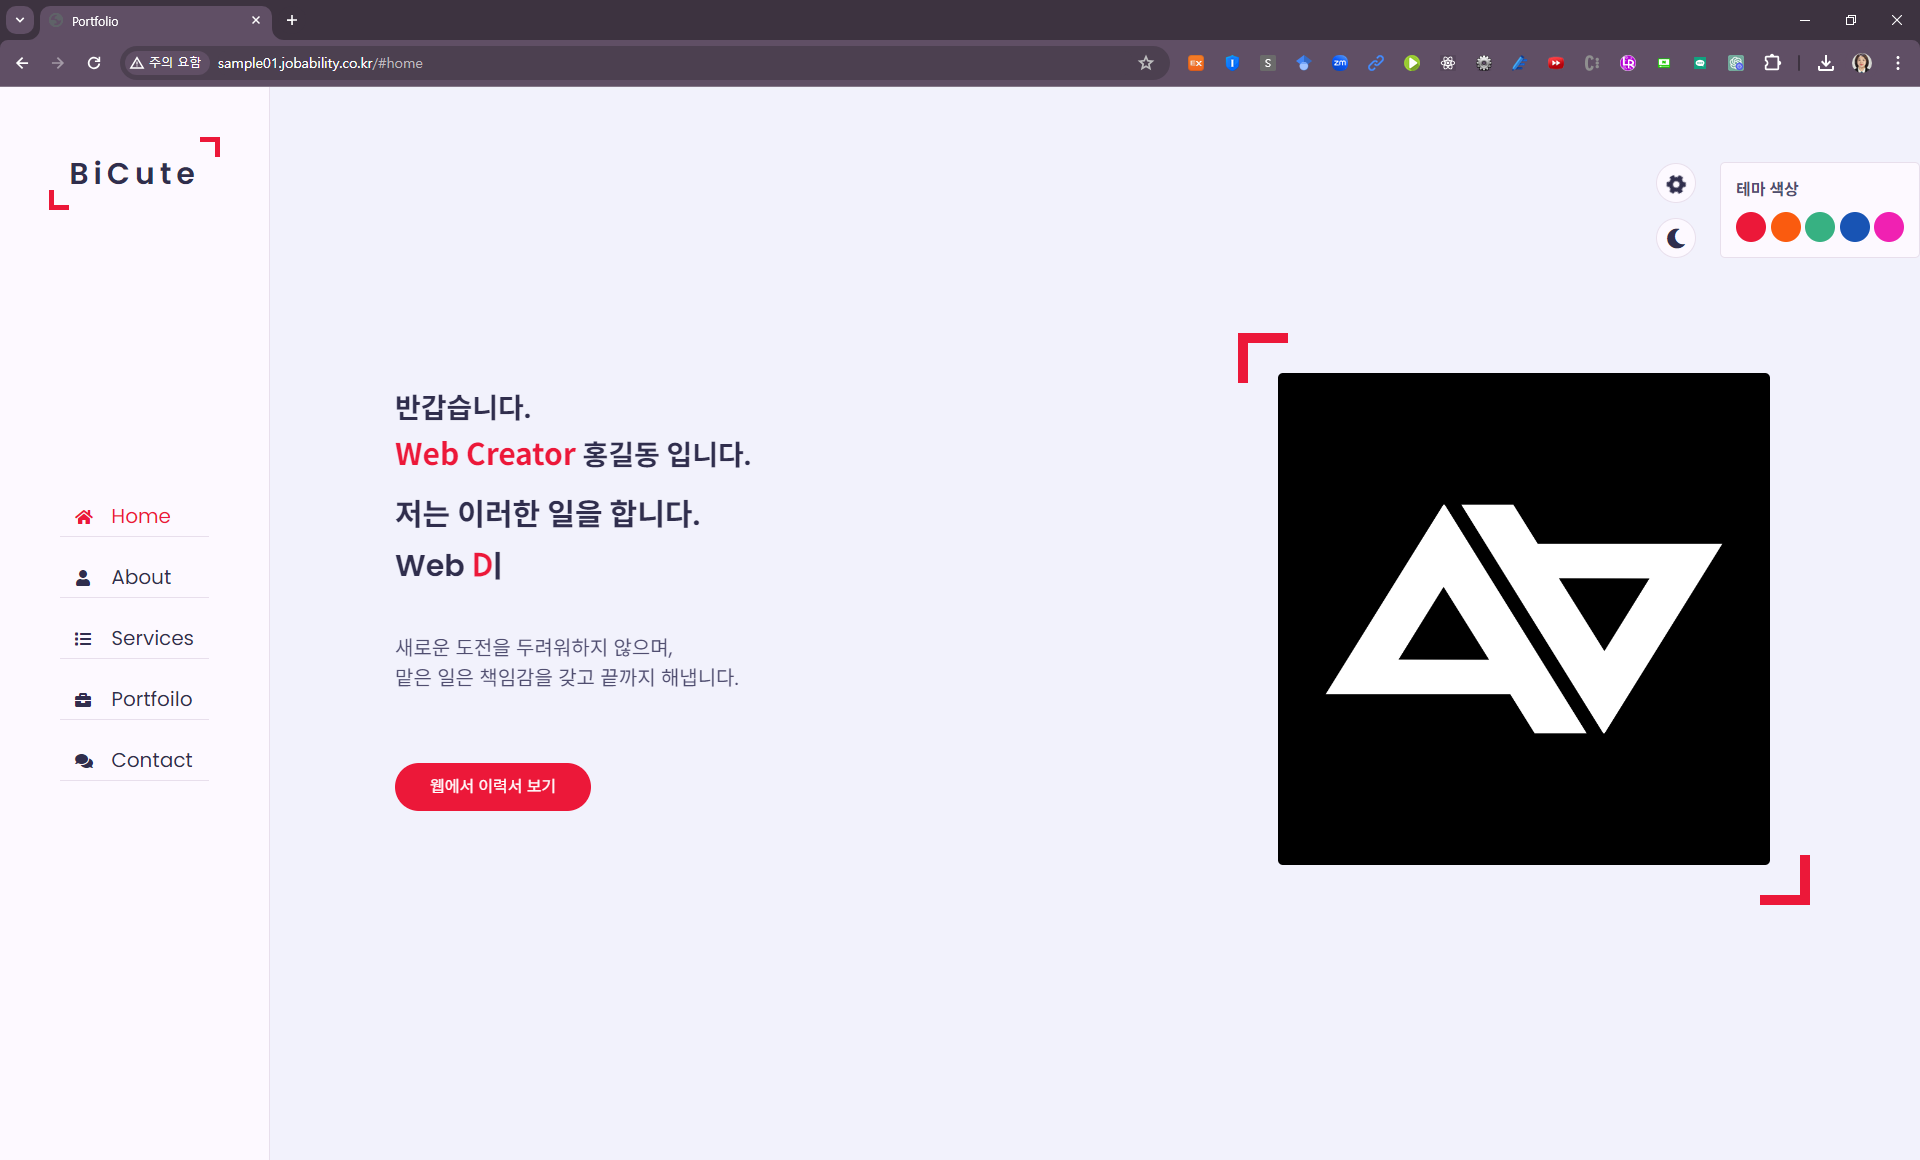 Portfolio
주의 요함
sample01.jobability.co.kr/#home
BiCute
테마 색상
반갑습니다.
Web Creator 홍길동 입니다.
저는 이러한 일을 합니다.
Web D|
새로운 도전을 두려워하지 않으며,
맡은 일은 책임감을 갖고 끝까지 해냅니다.
웹에서 이력서 보기
Home
About
Services
Portfoilo
Contact